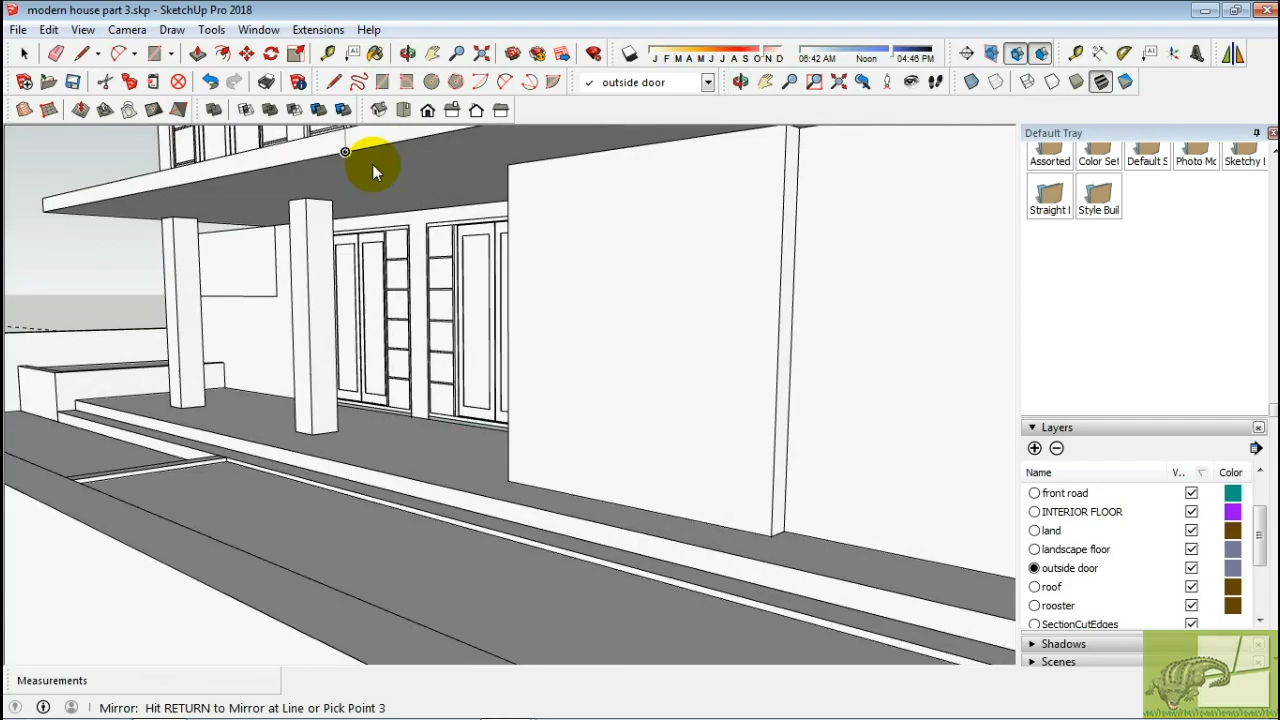 modern house part 3.skp - SketchUp Pro 2018
File Edit View Camera Draw Tools Window Extensions Help
J F M A M J J A S O N D 06:42 AM Noon 04:46 PM
outside door
Default Tray
Assorted Color Set Default S Photo Mo Sketchy I
Straight I Style Buil
Layers
Name V.. Color
front road
INTERIOR FLOOR
land
landscape floor
outside door
roof
rooster
SectionCutEdges
Shadows
Scenes
Measurements
Mirror: Hit RETURN to Mirror at Line or Pick Point 3